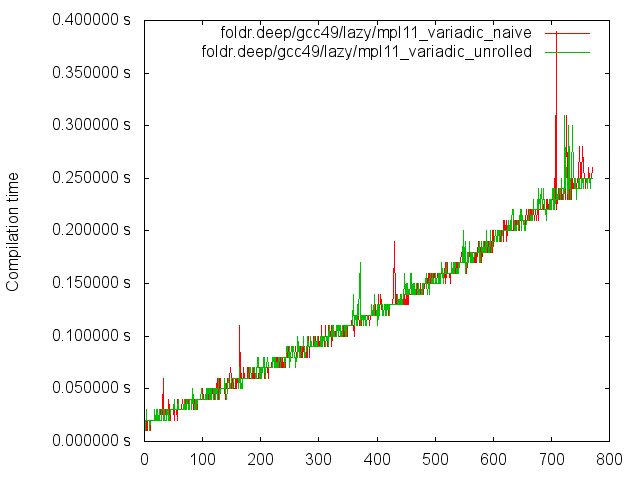 0.400000 s
foldr.deep/gcc49/lazy/mpl11_variadic_naive
foldr.deep/gcc49/lazy/mpl11_variadic_unrolled
0.350000 s
0.300000 s
0.250000 s
0.200000 s
0.150000 s
0.100000 s
0.050000 s
0.000000 s
Compilation time
0 100 200 300 400 500 600 700 800